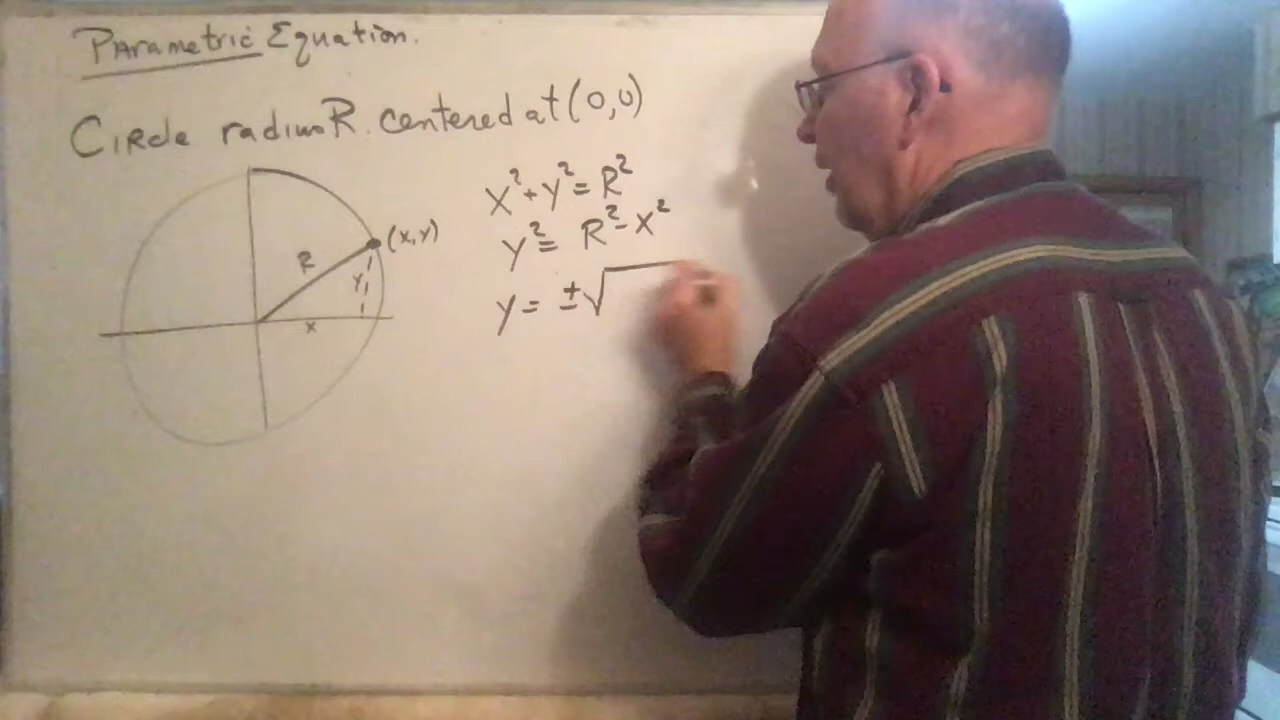 Parametric Equation.
Circle radius R. centered at (0,0)
x² + y² = R²
y² = R² - x²
y = ±√
(x,y)
R
y
x